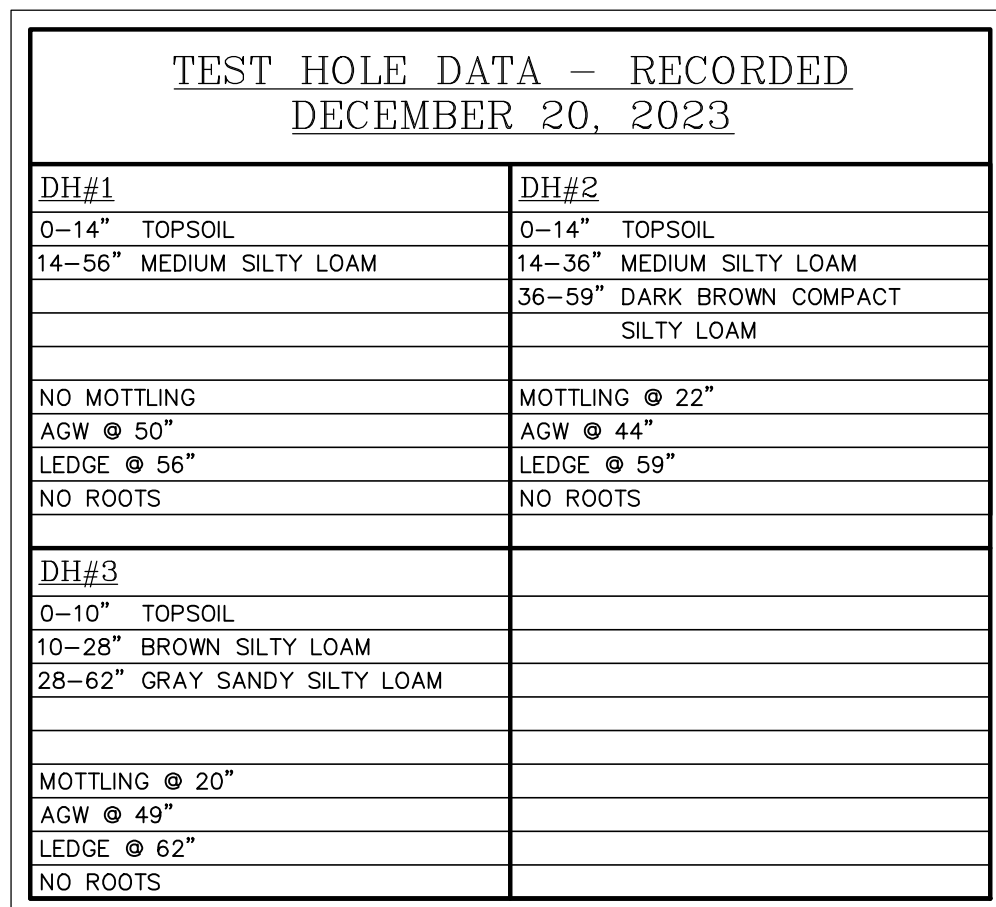 TEST HOLE DATA – RECORDED
DECEMBER 20, 2023
DH#1
0–14" TOPSOIL
14–56" MEDIUM SILTY LOAM
NO MOTTLING
AGW @ 50"
LEDGE @ 56"
NO ROOTS
DH#2
0–14" TOPSOIL
14–36" MEDIUM SILTY LOAM
36–59" DARK BROWN COMPACT
SILTY LOAM
MOTTLING @ 22"
AGW @ 44"
LEDGE @ 59"
NO ROOTS
DH#3
0–10" TOPSOIL
10–28" BROWN SILTY LOAM
28–62" GRAY SANDY SILTY LOAM
MOTTLING @ 20"
AGW @ 49"
LEDGE @ 62"
NO ROOTS